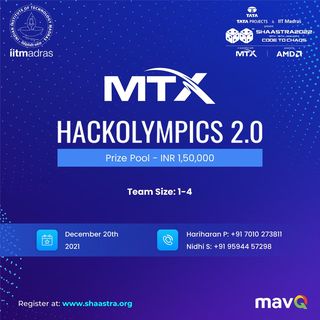 iitmadras
TATA
TATA PROJECTS & IIT Madras
SHAASTRA2022
CODE TO CHAOS
MTX
AMD
MTX
HACKOLYMPICS 2.0
Prize Pool - INR 1,50,000
Team Size: 1-4
December 20th
2021
Hariharan P: +91 7010 273811
Nidhi S: +91 95944 57298
Register at: www.shaastra.org
mavQ